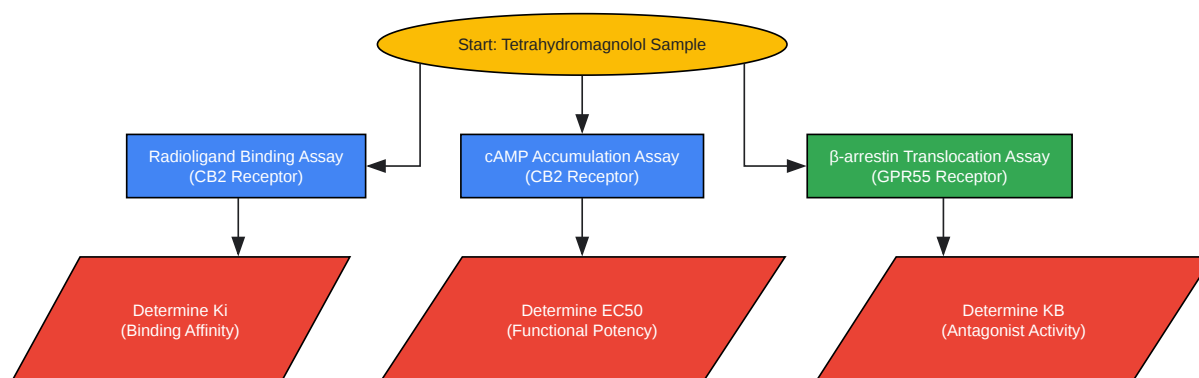 Start: Tetrahydromagnolol Sample
Radioligand Binding Assay
(CB2 Receptor)
cAMP Accumulation Assay
(CB2 Receptor)
β-arrestin Translocation Assay
(GPR55 Receptor)
Determine Ki
(Binding Affinity)
Determine EC50
(Functional Potency)
Determine KB
(Antagonist Activity)